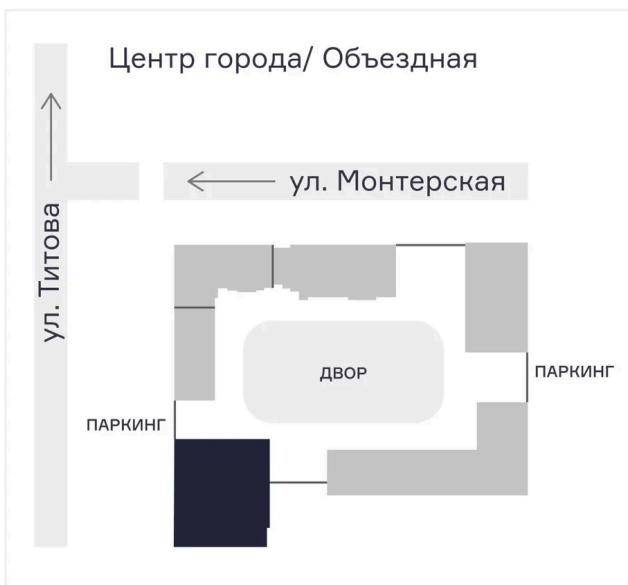 Центр города/ Объездная
ул. Монтерская
ул. Титова
ДВОР
ПАРКИНГ
ПАРКИНГ